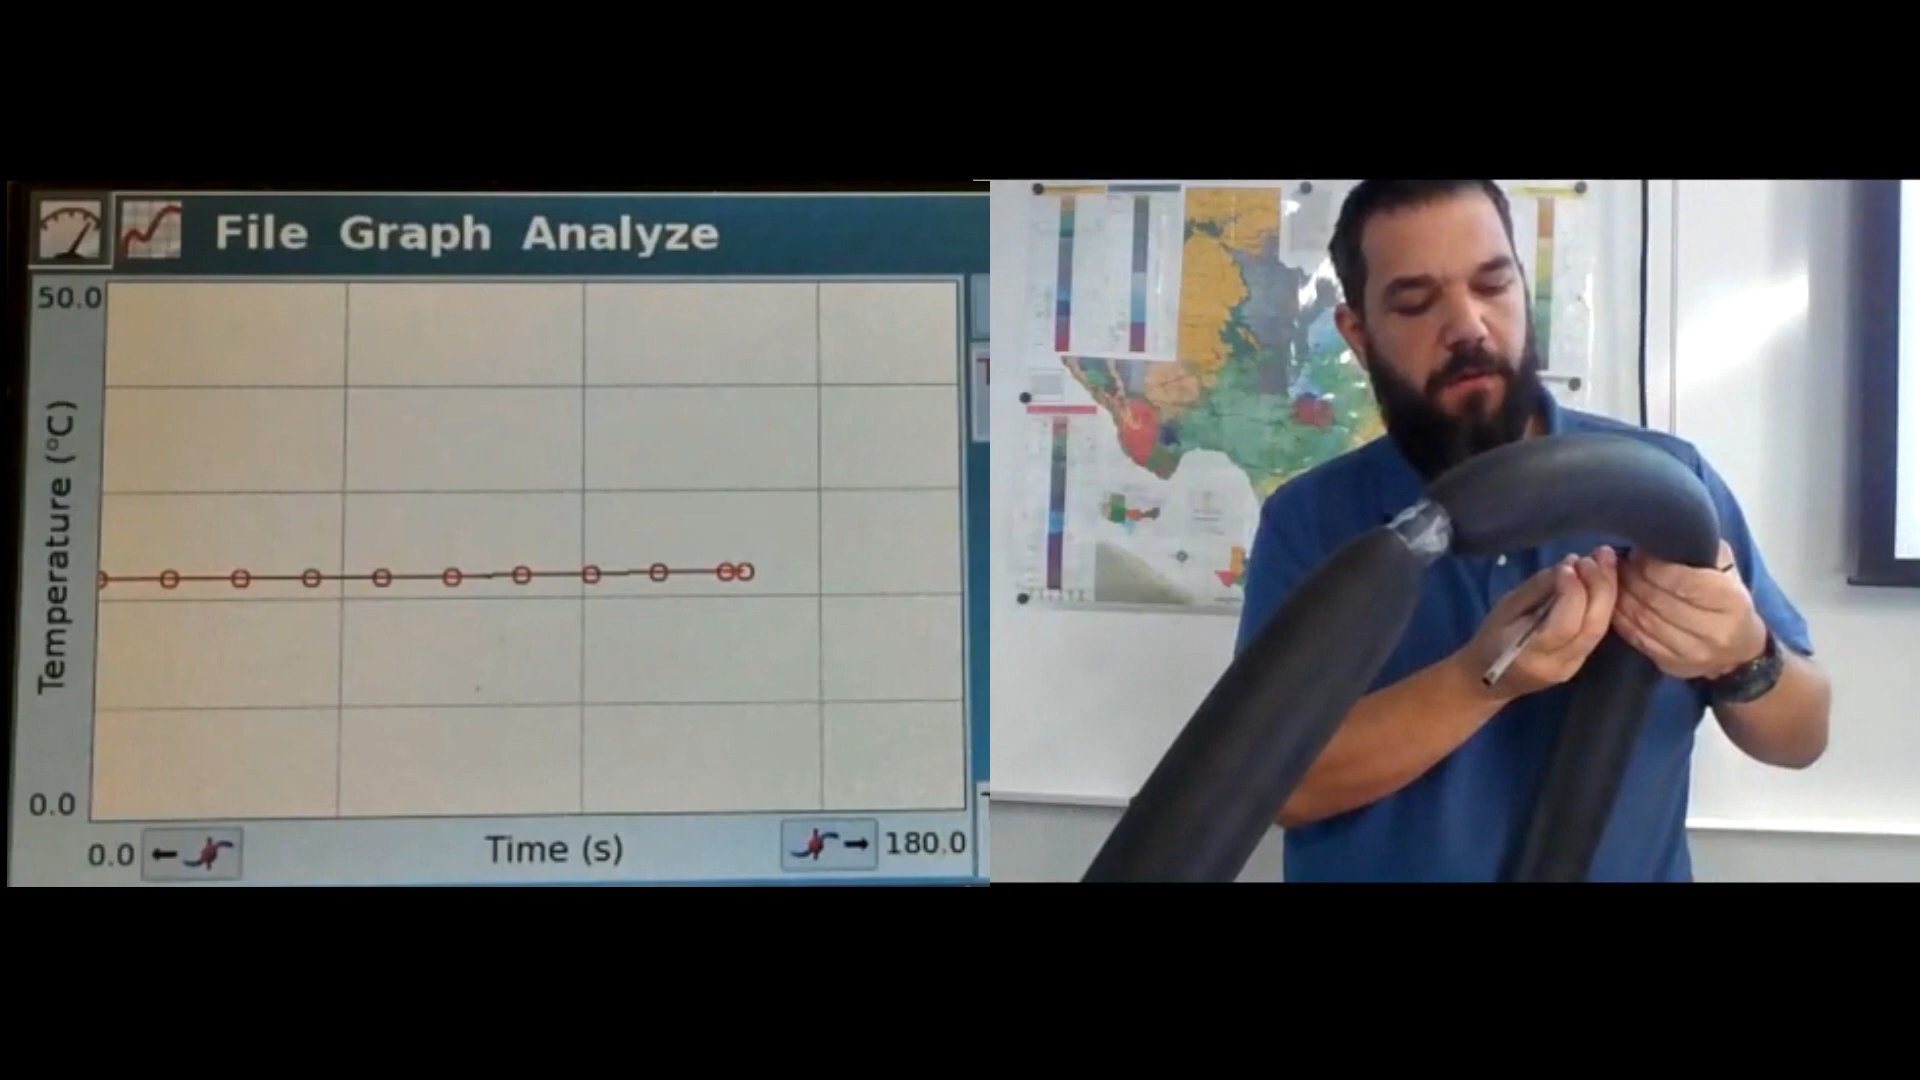 File Graph Analyze
50.0
Temperature (°C)
0.0
0.0 Time (s) 180.0